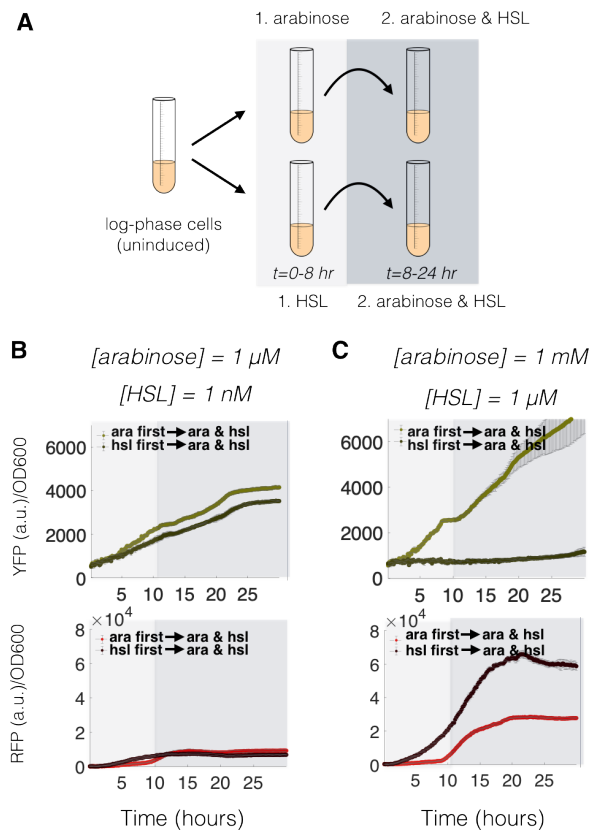 A
1. arabinose
2. arabinose & HSL
log-phase cells
(uninduced)
t=0-8 hr
t=8-24 hr
1. HSL
2. arabinose & HSL
B
[arabinose] = 1 µM
[HSL] = 1 nM
YFP (a.u.)/OD600
6000
4000
2000
0
ara first→ara & hsl
hsl first→ara & hsl
5 10 15 20 25
RFP (a.u.)/OD600
×10⁴
8
6
4
2
0
ara first→ara & hsl
hsl first→ara & hsl
5 10 15 20 25
Time (hours)
C
[arabinose] = 1 mM
[HSL] = 1 µM
6000
4000
2000
0
ara first→ara & hsl
hsl first→ara & hsl
5 10 15 20 25
×10⁴
8
6
4
2
0
ara first→ara & hsl
hsl first→ara & hsl
5 10 15 20 25
Time (hours)